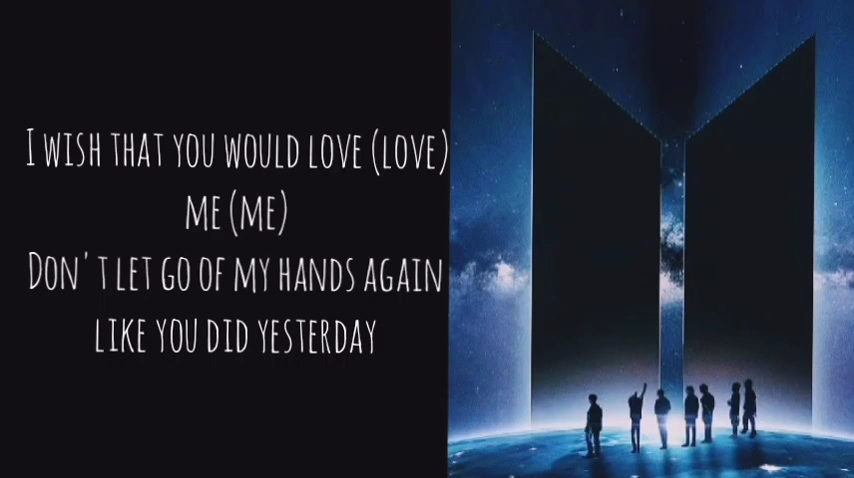 I WISH THAT YOU WOULD LOVE (LOVE)
ME (ME)
DON'T LET GO OF MY HANDS AGAIN
LIKE YOU DID YESTERDAY